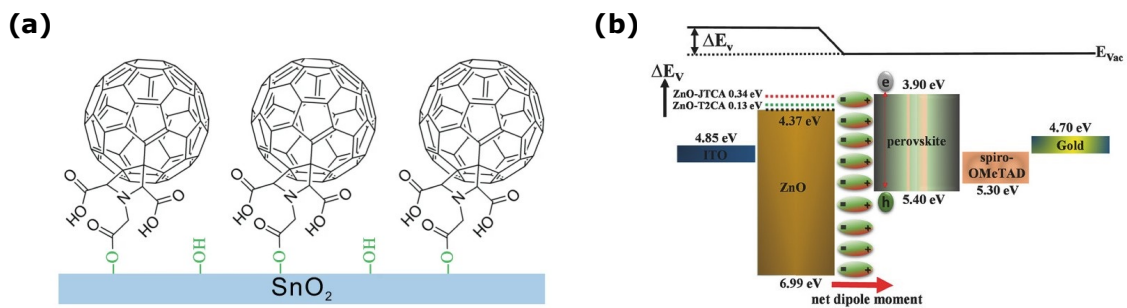 (a)
O
HO
N
O
OH
O
O
HO
O
HO
N
O
OH
O
O
HO
O
HO
N
O
OH
O
O
SnO2
(b)
ΔEv
EVac
ΔEV
ZnO-JTCA 0.34 eV
ZnO-T2CA 0.13 eV
4.37 eV
e
3.90 eV
4.85 eV
ITO
ZnO
perovskite
4.70 eV
Gold
spiro-
OMeTAD
5.30 eV
h
5.40 eV
6.99 eV
net dipole moment